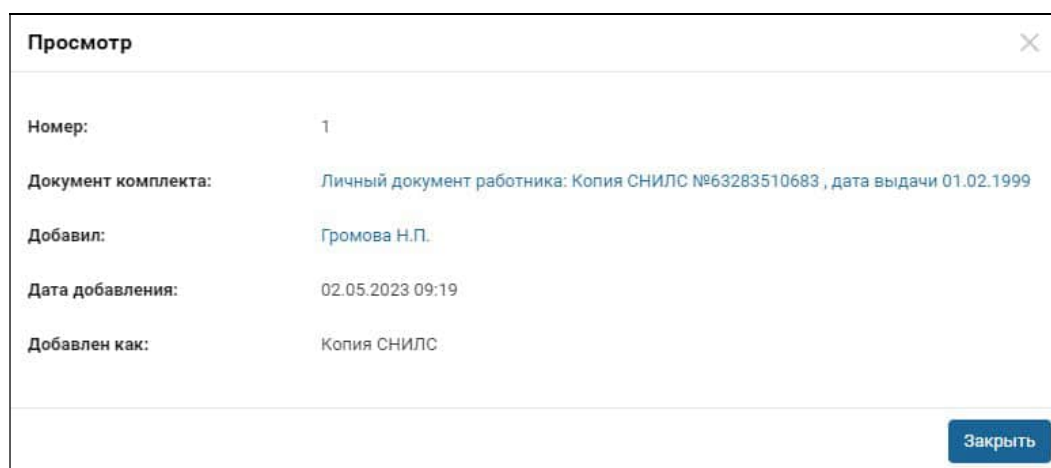 Просмотр
Номер: 1
Документ комплекта: Личный документ работника: Копия СНИЛС №63283510683 , дата выдачи 01.02.1999
Добавил: Громова Н.П.
Дата добавления: 02.05.2023 09:19
Добавлен как: Копия СНИЛС
Закрыть